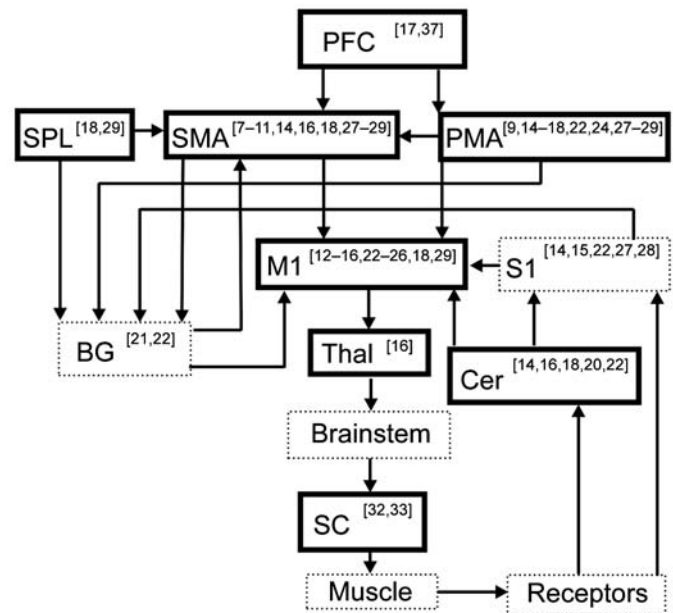 PFC [17,37]
SPL [18,29]
SMA [7–11,14,16,18,27–29]
PMA [9,14–18,22,24,27–29]
M1 [12–16,22–26,18,29]
S1 [14,15,22,27,28]
BG [21,22]
Thal [16]
Cer [14,16,18,20,22]
Brainstem
SC [32,33]
Muscle
Receptors